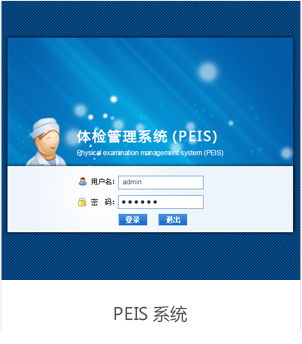 体检管理系统 (PEIS)
Physical examination management system (PEIS)
用户名: admin
密 码: ●●●●●●
登录 退出
PEIS 系统